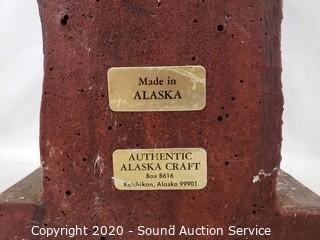 Made in
ALASKA
AUTHENTIC
ALASKA CRAFT
Box 8616
Ketchikan, Alaska 99901
Copyright 2020 - Sound Auction Service